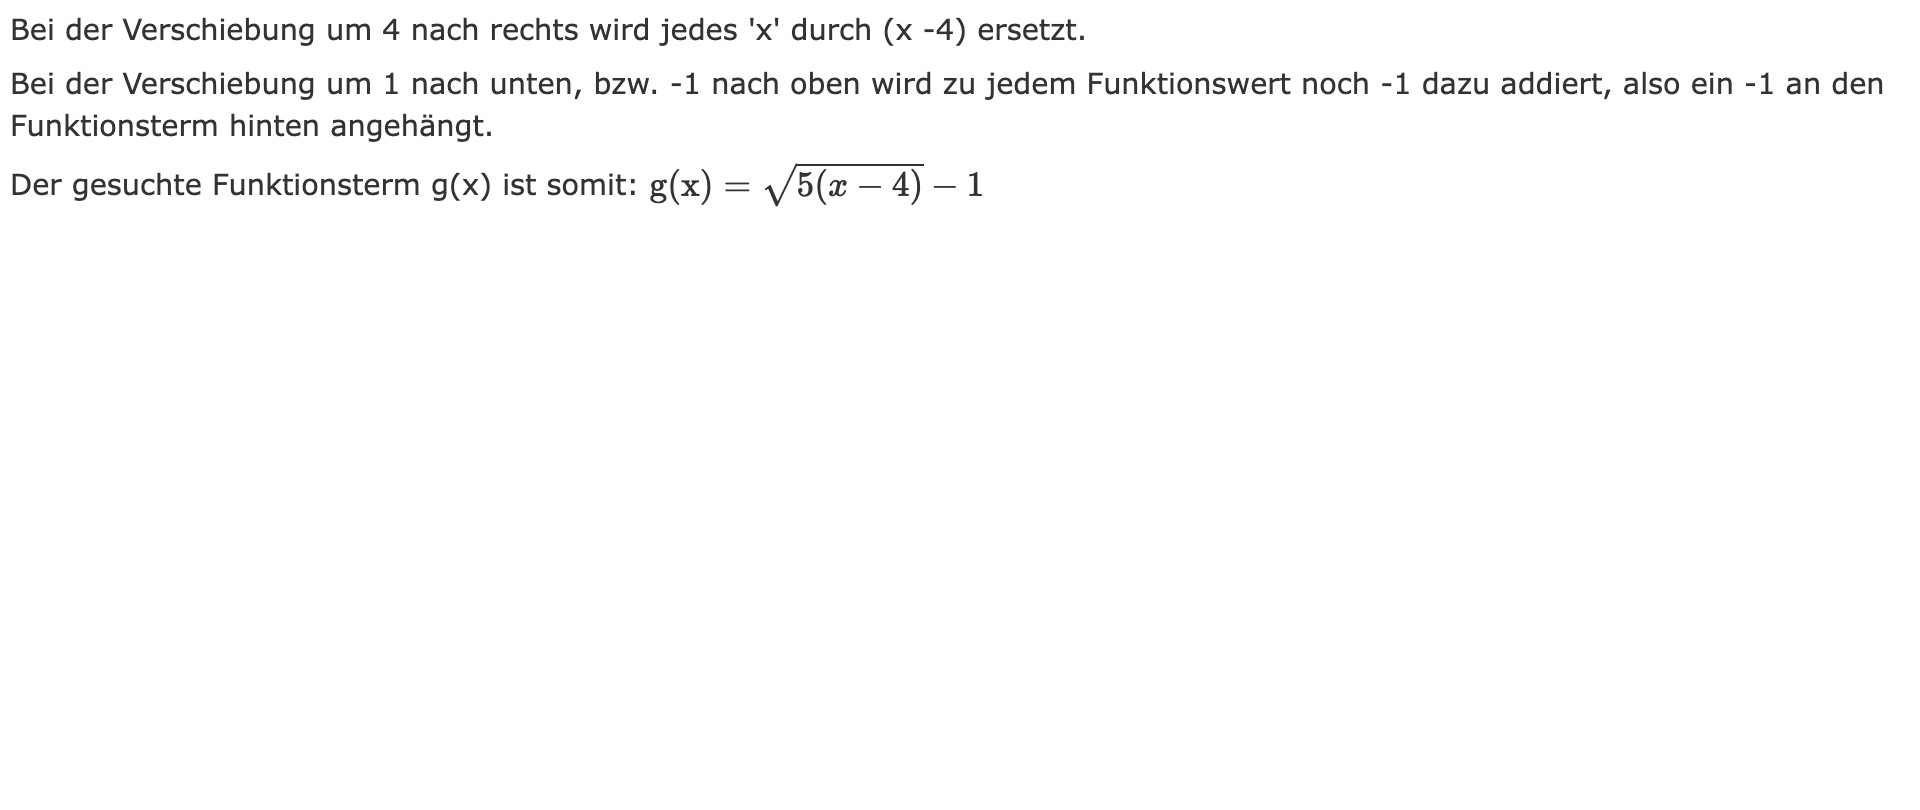 Bei der Verschiebung um 4 nach rechts wird jedes 'x' durch (x -4) ersetzt.
Bei der Verschiebung um 1 nach unten, bzw. -1 nach oben wird zu jedem Funktionswert noch -1 dazu addiert, also ein -1 an den
Funktionsterm hinten angehängt.
Der gesuchte Funktionsterm g(x) ist somit: g(x) = √5(x − 4) − 1